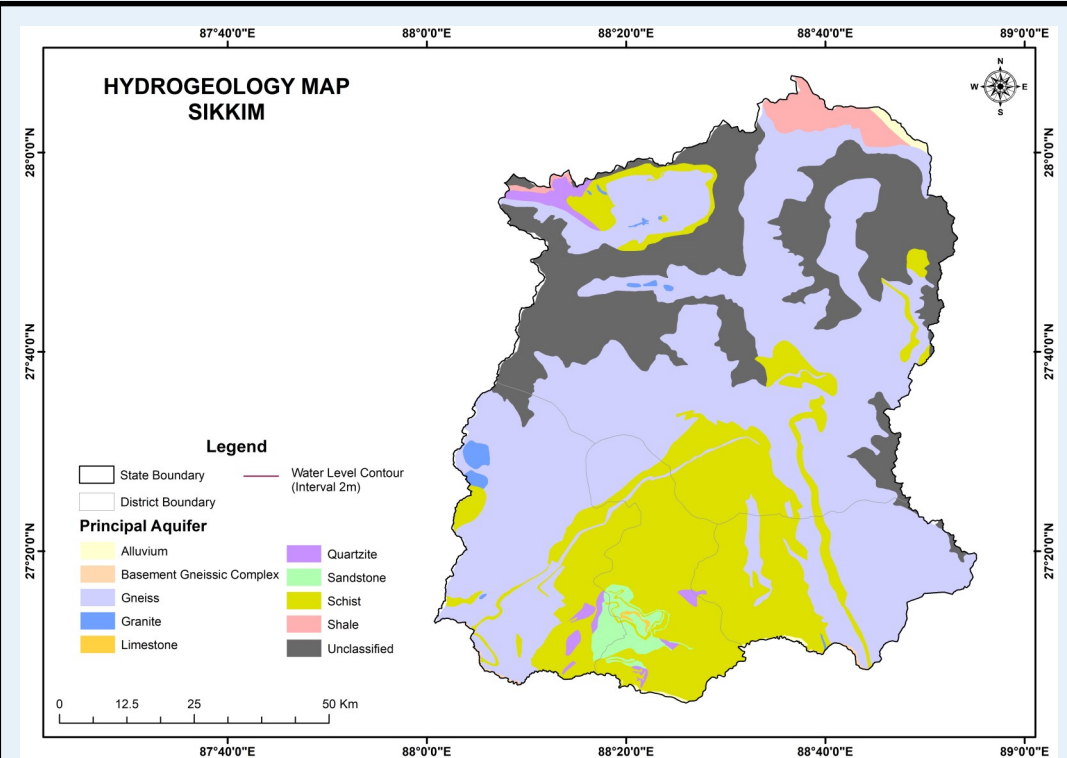 87°40'0"E 88°00'0"E 88°20'0"E 88°40'0"E 89°00'0"E
HYDROGEOLOGY MAP
SIKKIM
N
W E
S
28°0'0"N 28°0'0"N
27°40'0"N 27°40'0"N
27°20'0"N 27°20'0"N
Legend
State Boundary
District Boundary
Water Level Contour
(Interval 2m)
Principal Aquifer
Alluvium
Basement Gneissic Complex
Gneiss
Granite
Limestone
Quartzite
Sandstone
Schist
Shale
Unclassified
0 12.5 25 50 Km
87°40'0"E 88°00'0"E 88°20'0"E 88°40'0"E 89°00'0"E